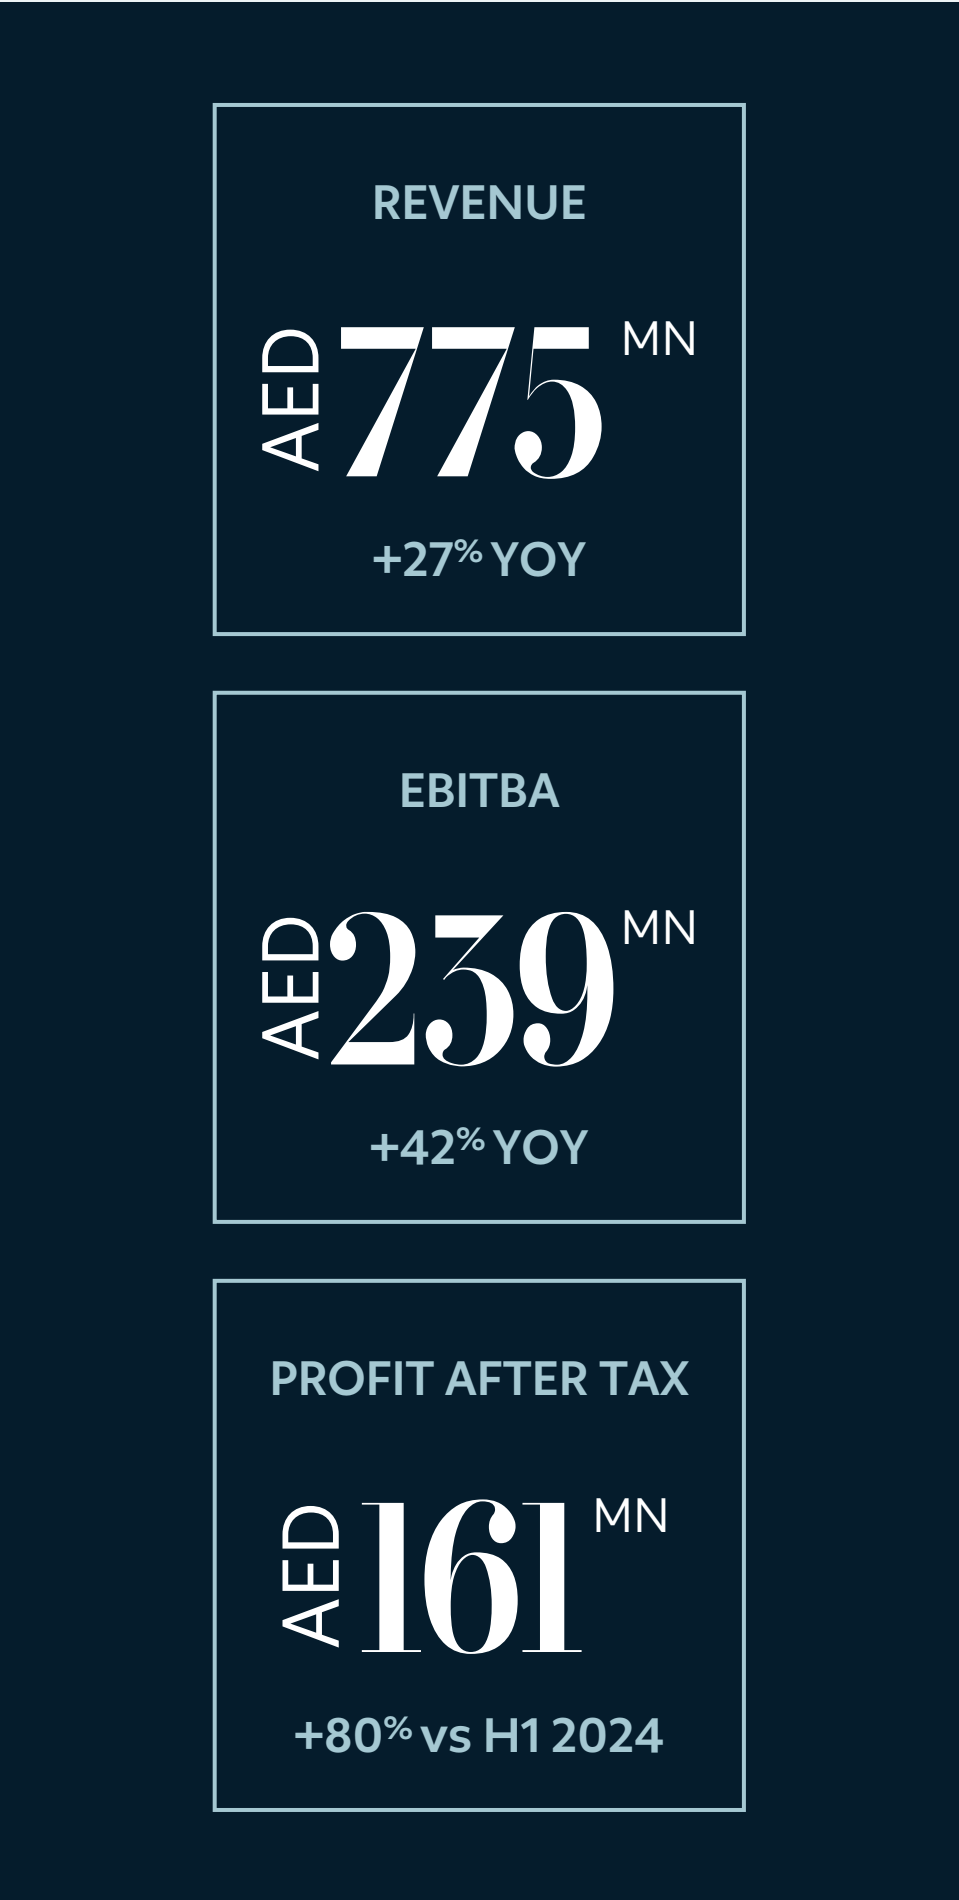 REVENUE
AED 775 MN
+27% YOY
EBITBA
AED 239 MN
+42% YOY
PROFIT AFTER TAX
AED 161 MN
+80% vs H1 2024